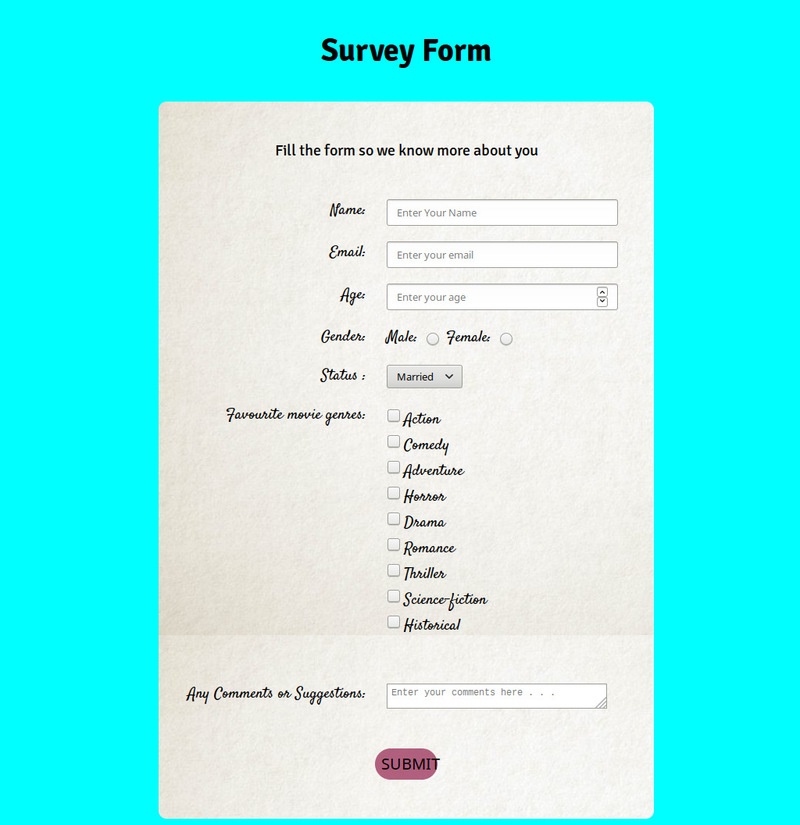 Survey Form
Fill the form so we know more about you
Name: Enter Your Name
Email: Enter your email
Age: Enter your age
Gender: Male: Female:
Status : Married
Favourite movie genres: Action
Comedy
Adventure
Horror
Drama
Romance
Thriller
Science-fiction
Historical
Any Comments or Suggestions: Enter your comments here . . .
SUBMIT